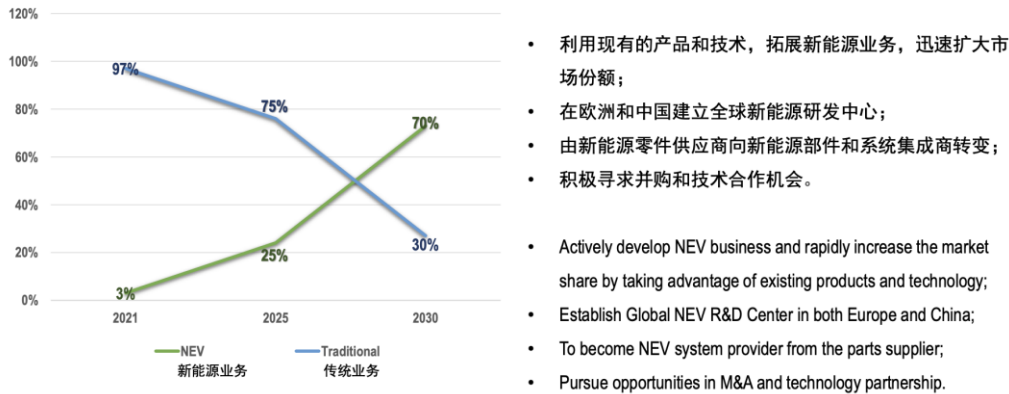 120%
100%
80%
60%
40%
20%
0%
97%
75%
70%
3%
25%
30%
2021 2025 2030
NEV Traditional
新能源业务 传统业务
• 利用现有的产品和技术，拓展新能源业务，迅速扩大市
场份额；
• 在欧洲和中国建立全球新能源研发中心；
• 由新能源零件供应商向新能源部件和系统集成商转变；
• 积极寻求并购和技术合作机会。
• Actively develop NEV business and rapidly increase the market
share by taking advantage of existing products and technology;
• Establish Global NEV R&D Center in both Europe and China;
• To become NEV system provider from the parts supplier;
• Pursue opportunities in M&A and technology partnership.